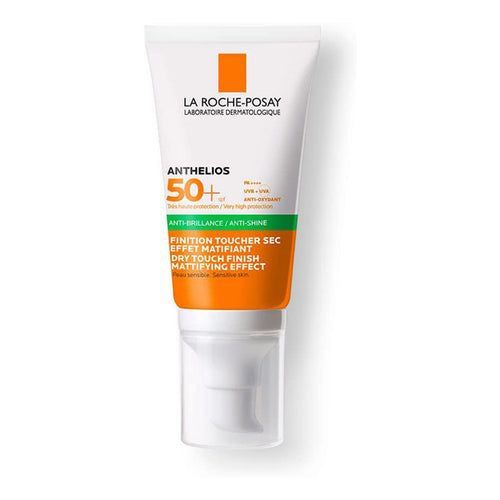 LA ROCHE-POSAY
LABORATOIRE DERMATOLOGIQUE
ANTHELIOS
50+ spf
PA ++++
UVB + UVA
ANTI-OXYDANT
Très haute protection / Very high protection
ANTI-BRILLANCE / ANTI-SHINE
FINITION TOUCHER SEC
EFFET MATIFIANT
DRY TOUCH FINISH
MATTIFYING EFFECT
Peau sensible. Sensitive skin.